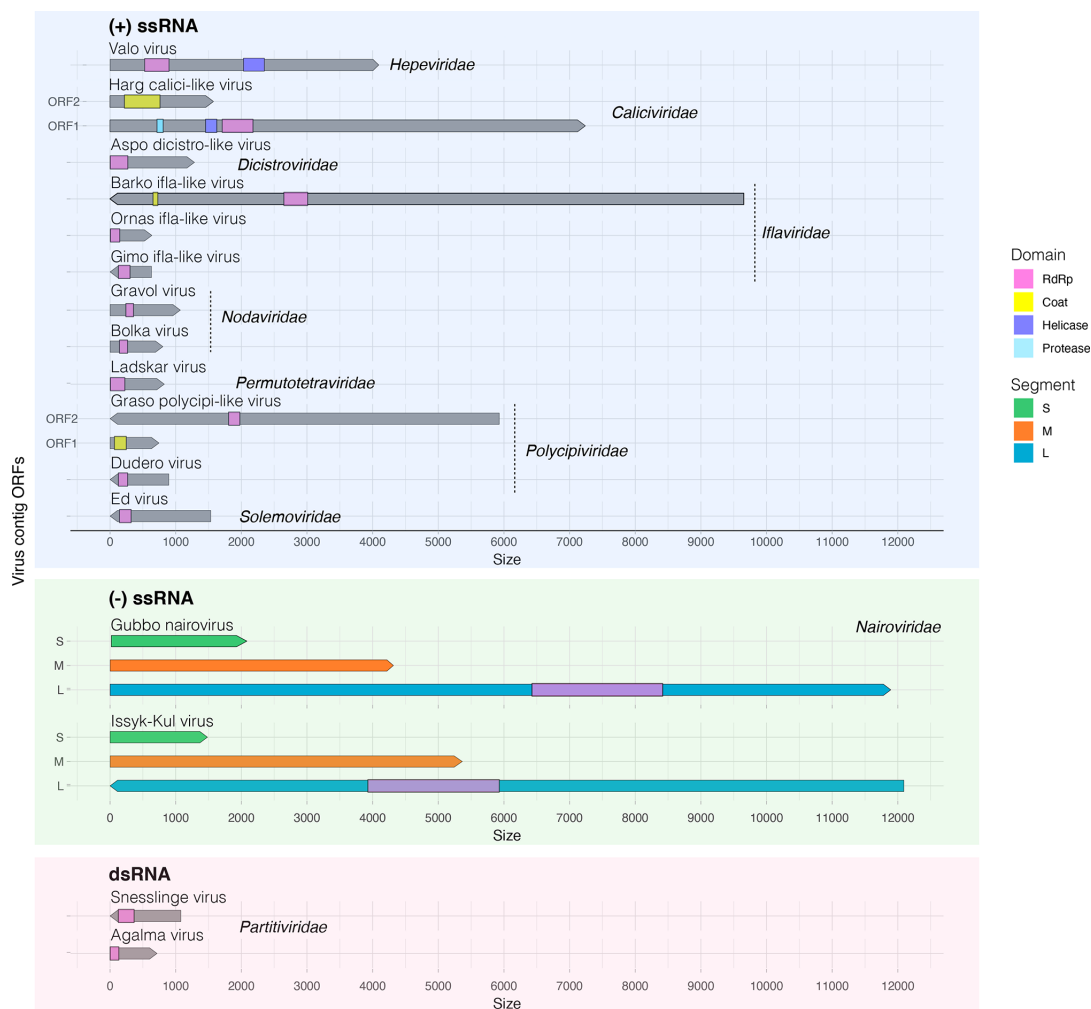 (+) ssRNA
Valo virus
Hepeviridae
Harg calici-like virus
ORF2
Caliciviridae
ORF1
Aspo dicistro-like virus
Dicistroviridae
Barko ifla-like virus
Ornas ifla-like virus
Iflaviridae
Gimo ifla-like virus
Gravol virus
Nodaviridae
Bolka virus
Ladskar virus
Permutotetraviridae
Graso polycipi-like virus
ORF2
ORF1
Polycipiviridae
Dudero virus
Ed virus
Solemoviridae
0 1000 2000 3000 4000 5000 6000 7000 8000 9000 10000 11000 12000
Size
Virus contig ORFs
Domain
RdRp
Coat
Helicase
Protease
Segment
S
M
L
(-) ssRNA
Gubbo nairovirus
Nairoviridae
S
M
L
Issyk-Kul virus
S
M
L
0 1000 2000 3000 4000 5000 6000 7000 8000 9000 10000 11000 12000
Size
dsRNA
Snesslinge virus
Partitiviridae
Agalma virus
0 1000 2000 3000 4000 5000 6000 7000 8000 9000 10000 11000 12000
Size